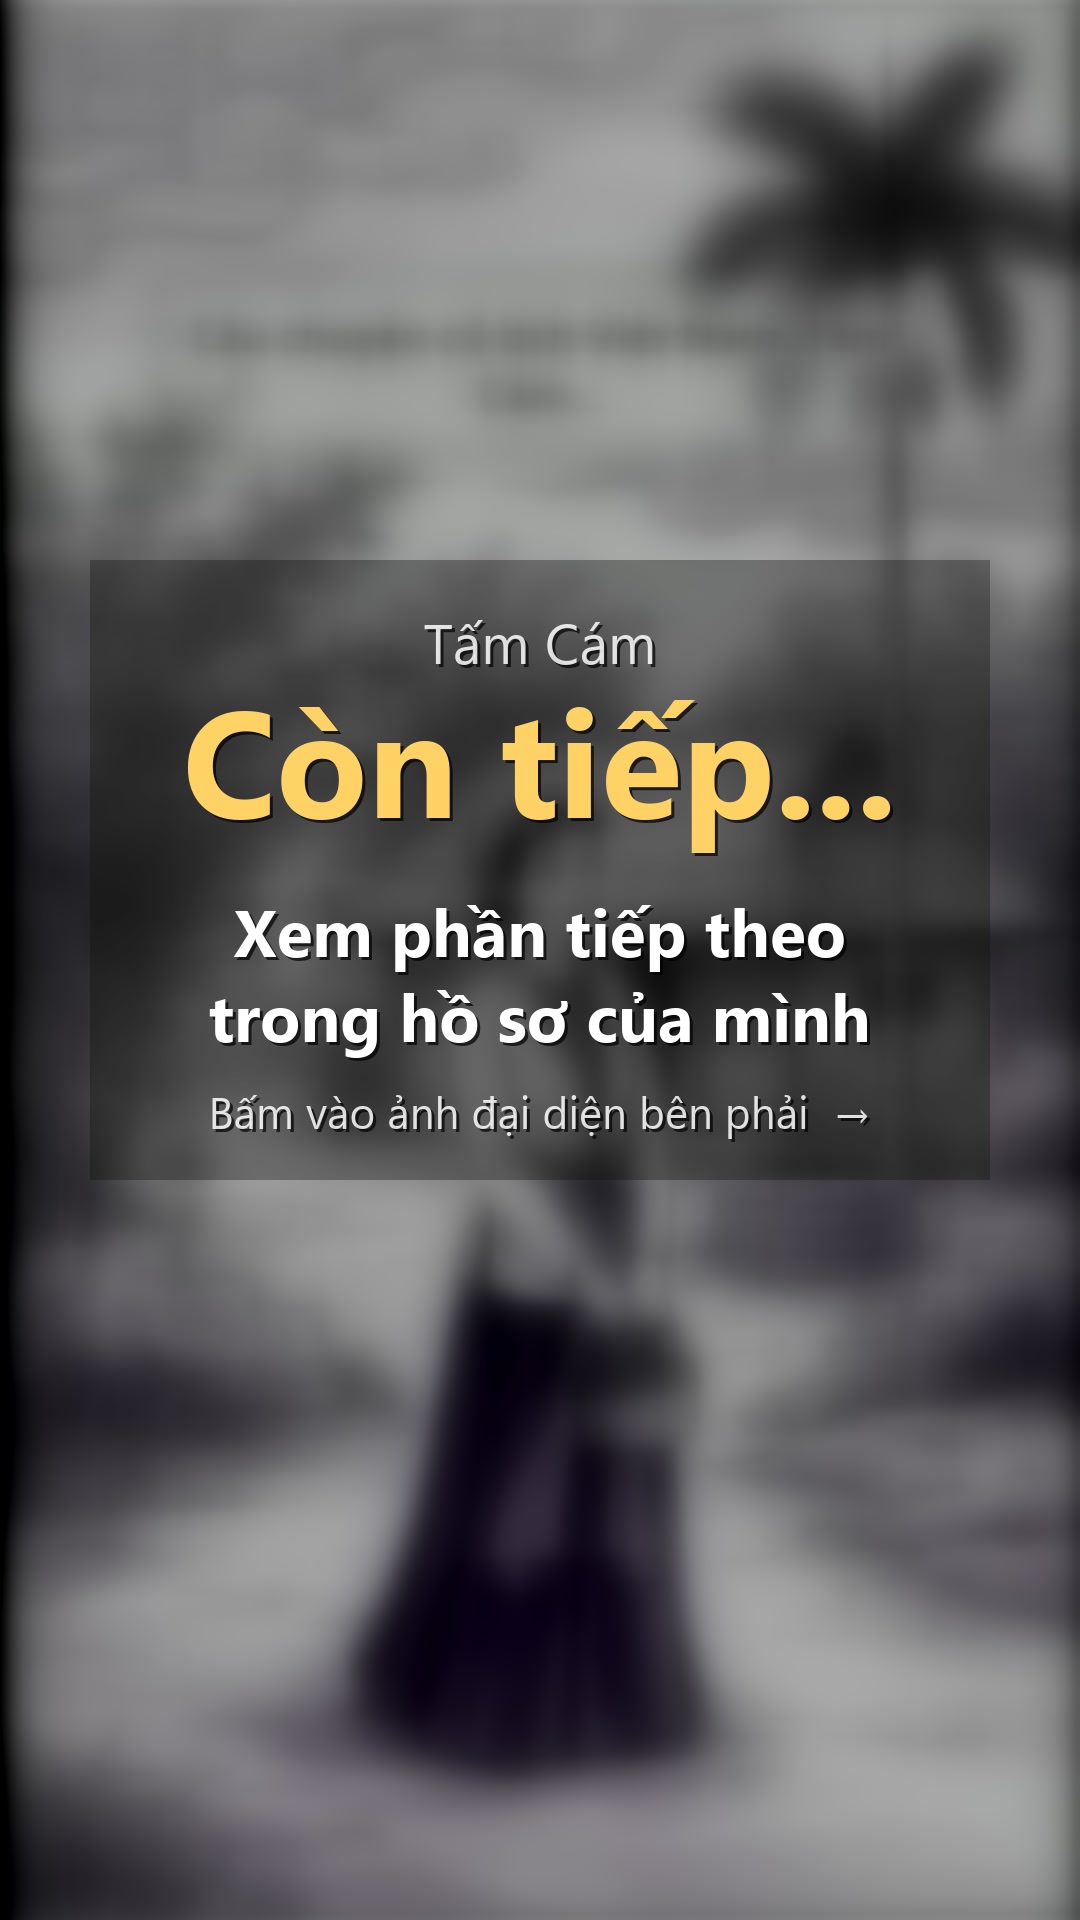 Tấm Cám
Còn tiếp...
Xem phần tiếp theo
trong hồ sơ của mình
Bấm vào ảnh đại diện bên phải →